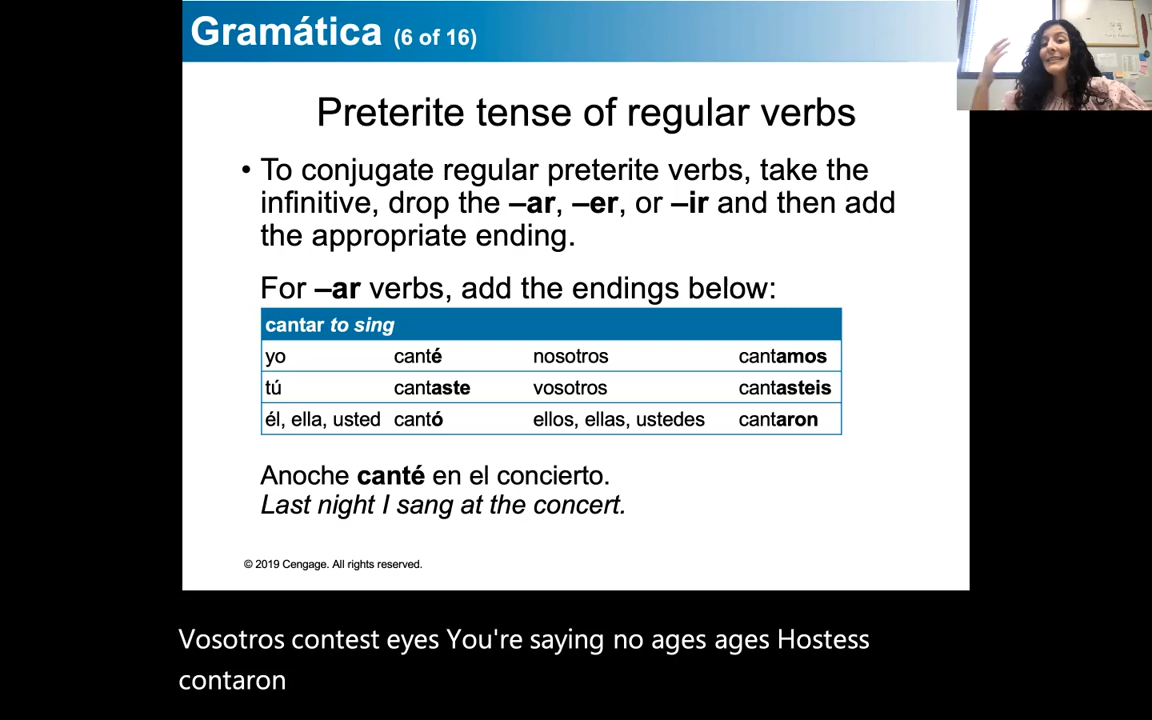 Gramática (6 of 16)
Preterite tense of regular verbs
• To conjugate regular preterite verbs, take the
infinitive, drop the –ar, –er, or –ir and then add
the appropriate ending.
For –ar verbs, add the endings below:
cantar to sing
yo canté nosotros cantamos
tú cantaste vosotros cantasteis
él, ella, usted cantó ellos, ellas, ustedes cantaron
Anoche canté en el concierto.
Last night I sang at the concert.
© 2019 Cengage. All rights reserved.
Vosotros contest eyes You're saying no ages ages Hostess
contaron